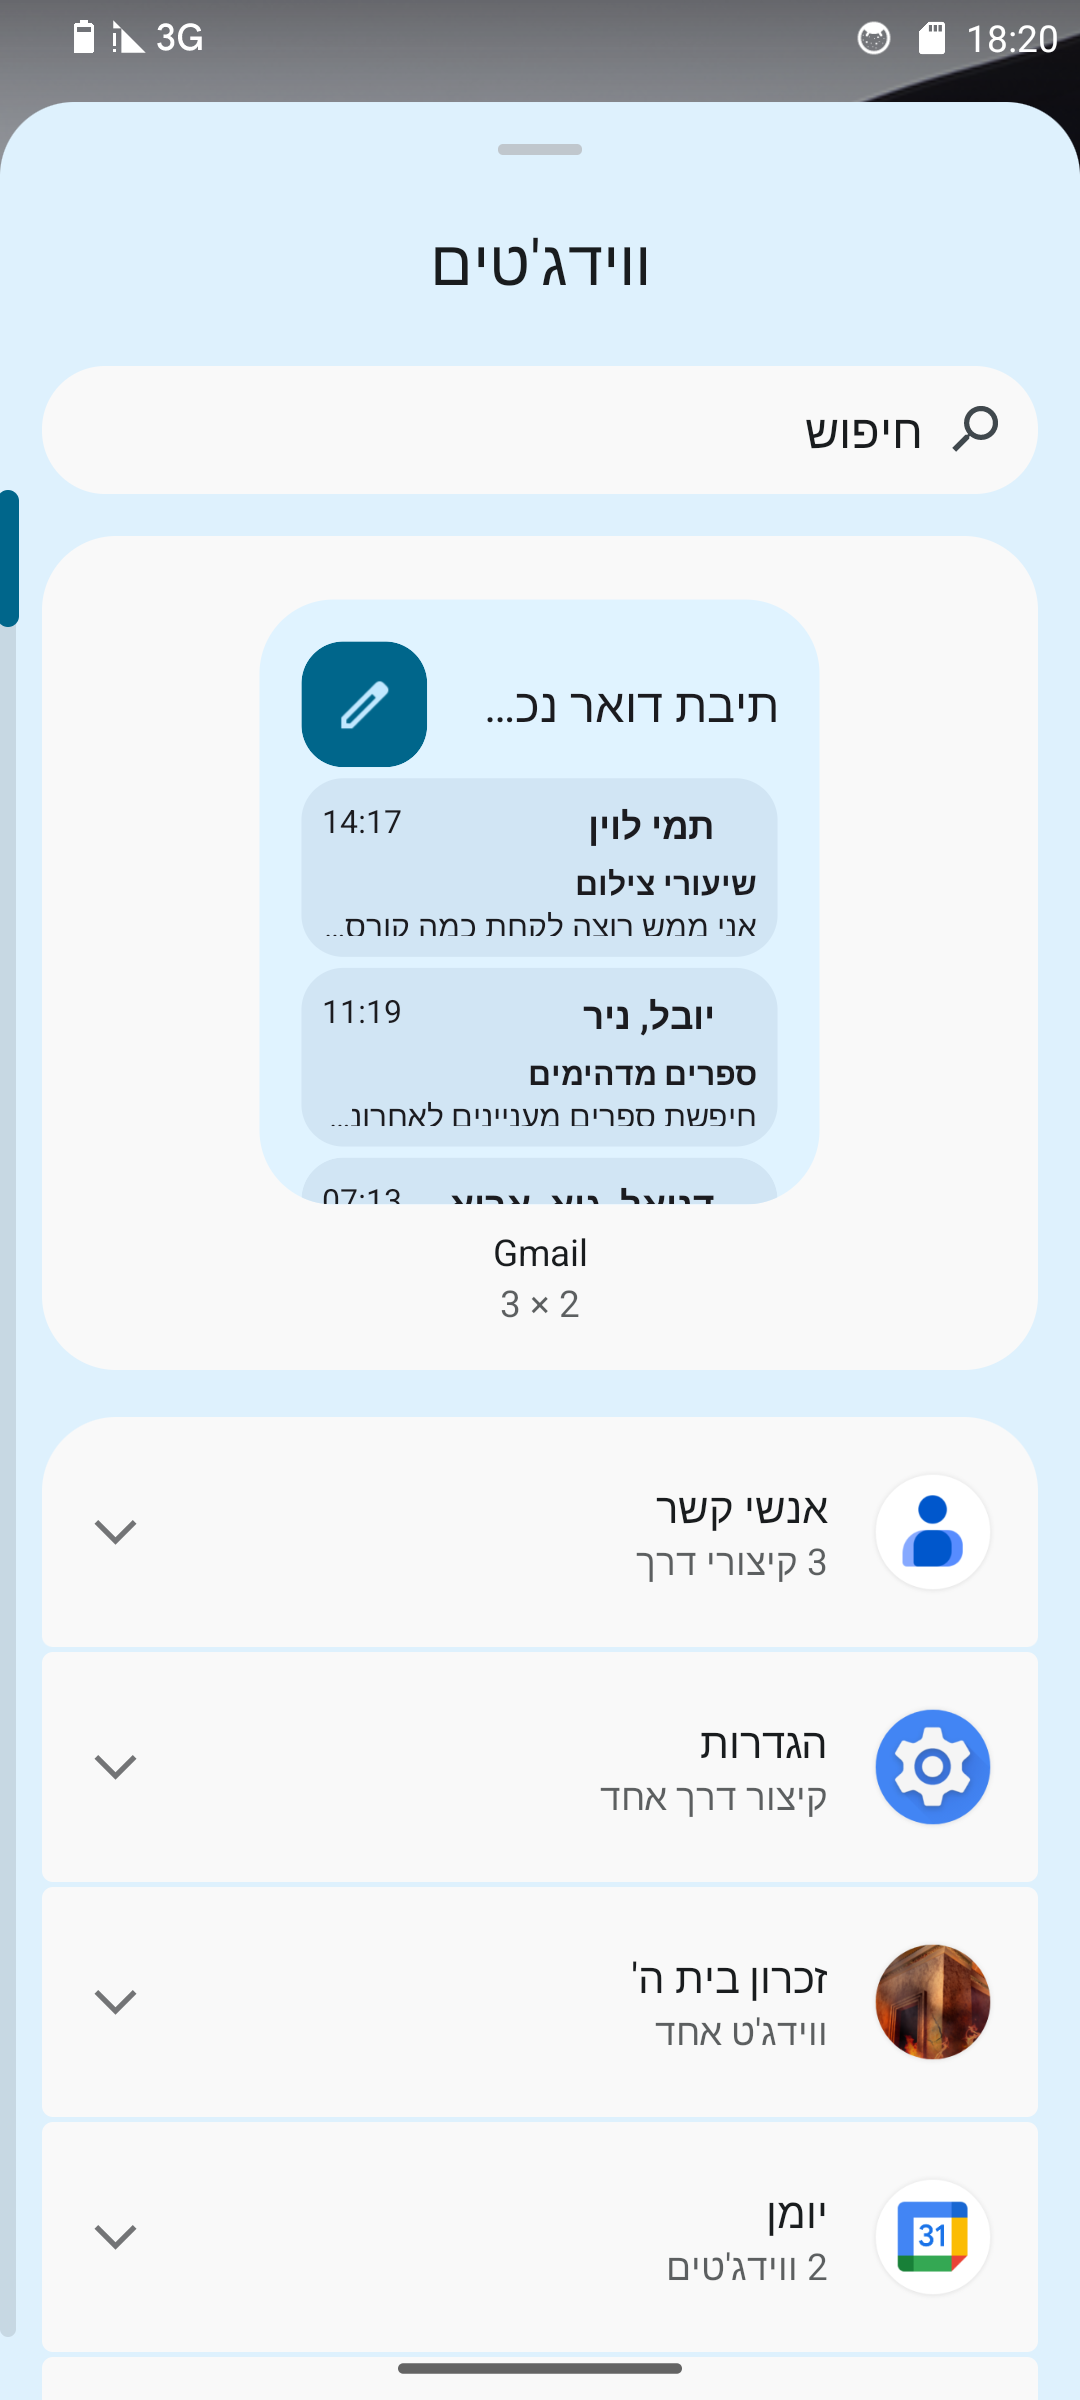 3G
18:20
ווידג'טים
חיפוש
תיבת דואר נכ...
תמי לוין 14:17
שיעורי צילום
אני ממש רוצה לקחת כמה קורס...
יובל, ניר 11:19
ספרים מדהימים
חיפשת ספרים מעניינים לאחרונ...
07:13
Gmail
3 × 2
אנשי קשר
3 קיצורי דרך
הגדרות
קיצור דרך אחד
זכרון בית ה'
ווידג'ט אחד
31
יומן
2 ווידג'טים